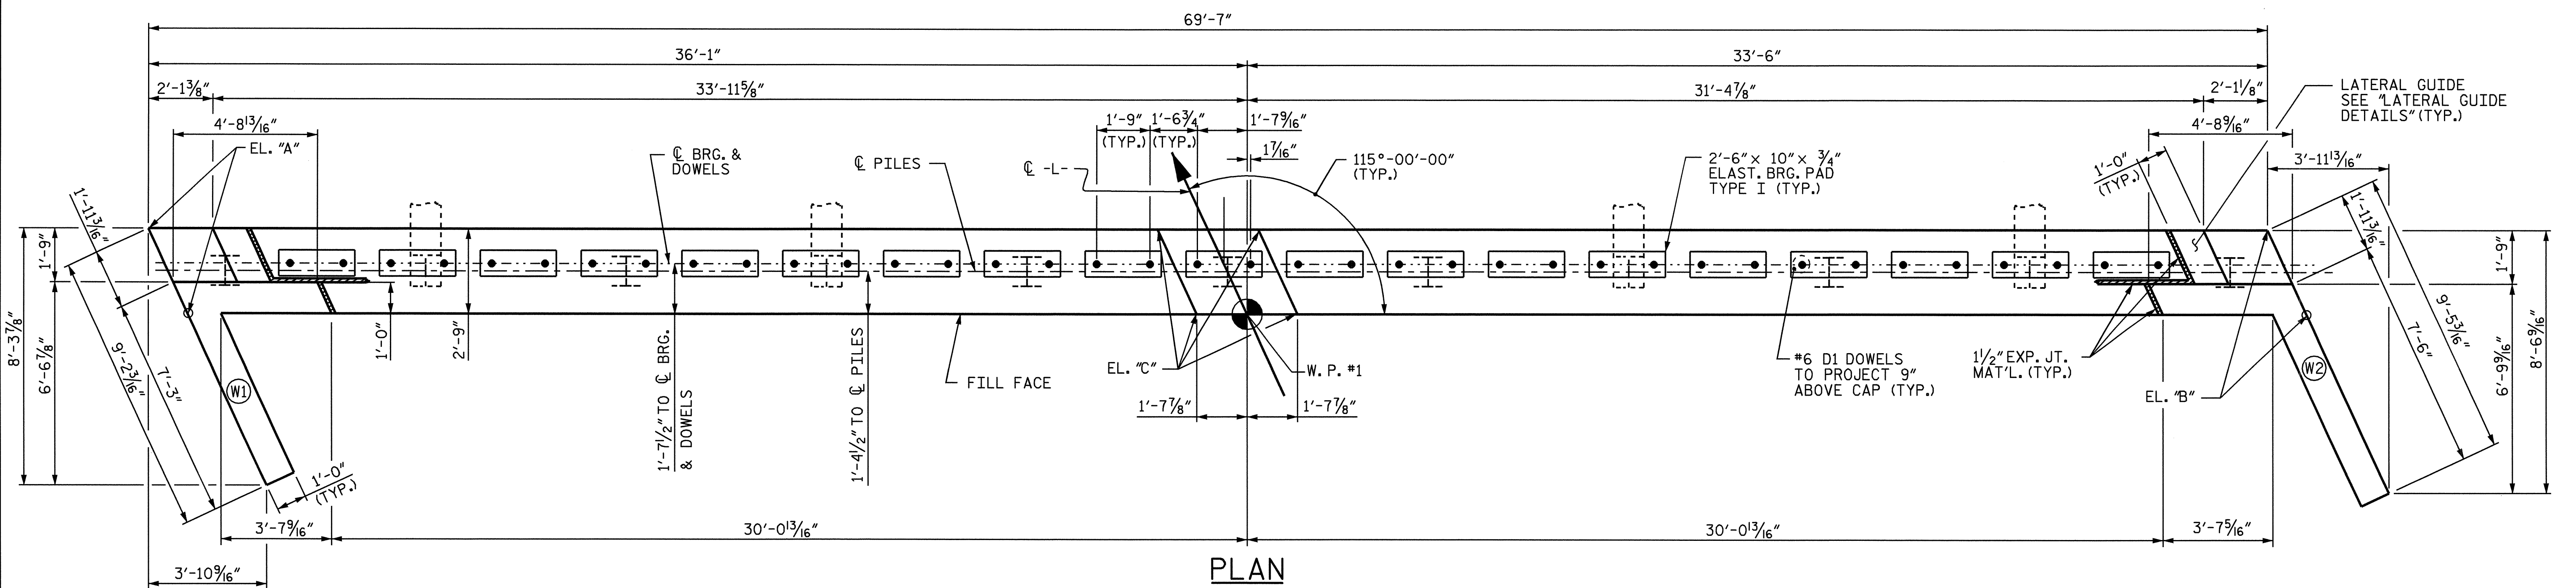 69'-7"
36'-1"
33'-6"
2'-1⅜"
33'-11⅝"
31'-4⅞"
2'-1⅛"
LATERAL GUIDE
SEE "LATERAL GUIDE
DETAILS" (TYP.)
4'-8¹³⁄₁₆"
EL. "A"
℄ BRG. &
DOWELS
℄ PILES
1'-9"
(TYP.)
1'-6¾"
(TYP.)
1'-7⁹⁄₁₆"
1⁷⁄₁₆"
℄ -L-
115°-00'-00"
(TYP.)
2'-6" x 10" x ¾"
ELAST. BRG. PAD
TYPE I (TYP.)
4'-8⁹⁄₁₆"
1'-0"
(TYP.)
3'-11¹³⁄₁₆"
1'-11³⁄₁₆"
1'-11³⁄₁₆"
8'-3⅞"
1'-9"
6'-6⅞"
9'-2³⁄₁₆"
7'-3"
W1
1'-0"
(TYP.)
1'-0"
2'-9"
1'-7½" TO ℄ BRG.
& DOWELS
1'-4½" TO ℄ PILES
FILL FACE
EL. "C"
W.P. #1
1'-7⅞"
1'-7⅞"
#6 D1 DOWELS
TO PROJECT 9"
ABOVE CAP (TYP.)
1½" EXP. JT.
MAT'L. (TYP.)
EL. "B"
W2
9'-5³⁄₁₆"
7'-6"
1'-9"
6'-9⁹⁄₁₆"
8'-6⁹⁄₁₆"
3'-7⁹⁄₁₆"
30'-0¹³⁄₁₆"
30'-0¹³⁄₁₆"
3'-7⁵⁄₁₆"
3'-10⁹⁄₁₆"
PLAN